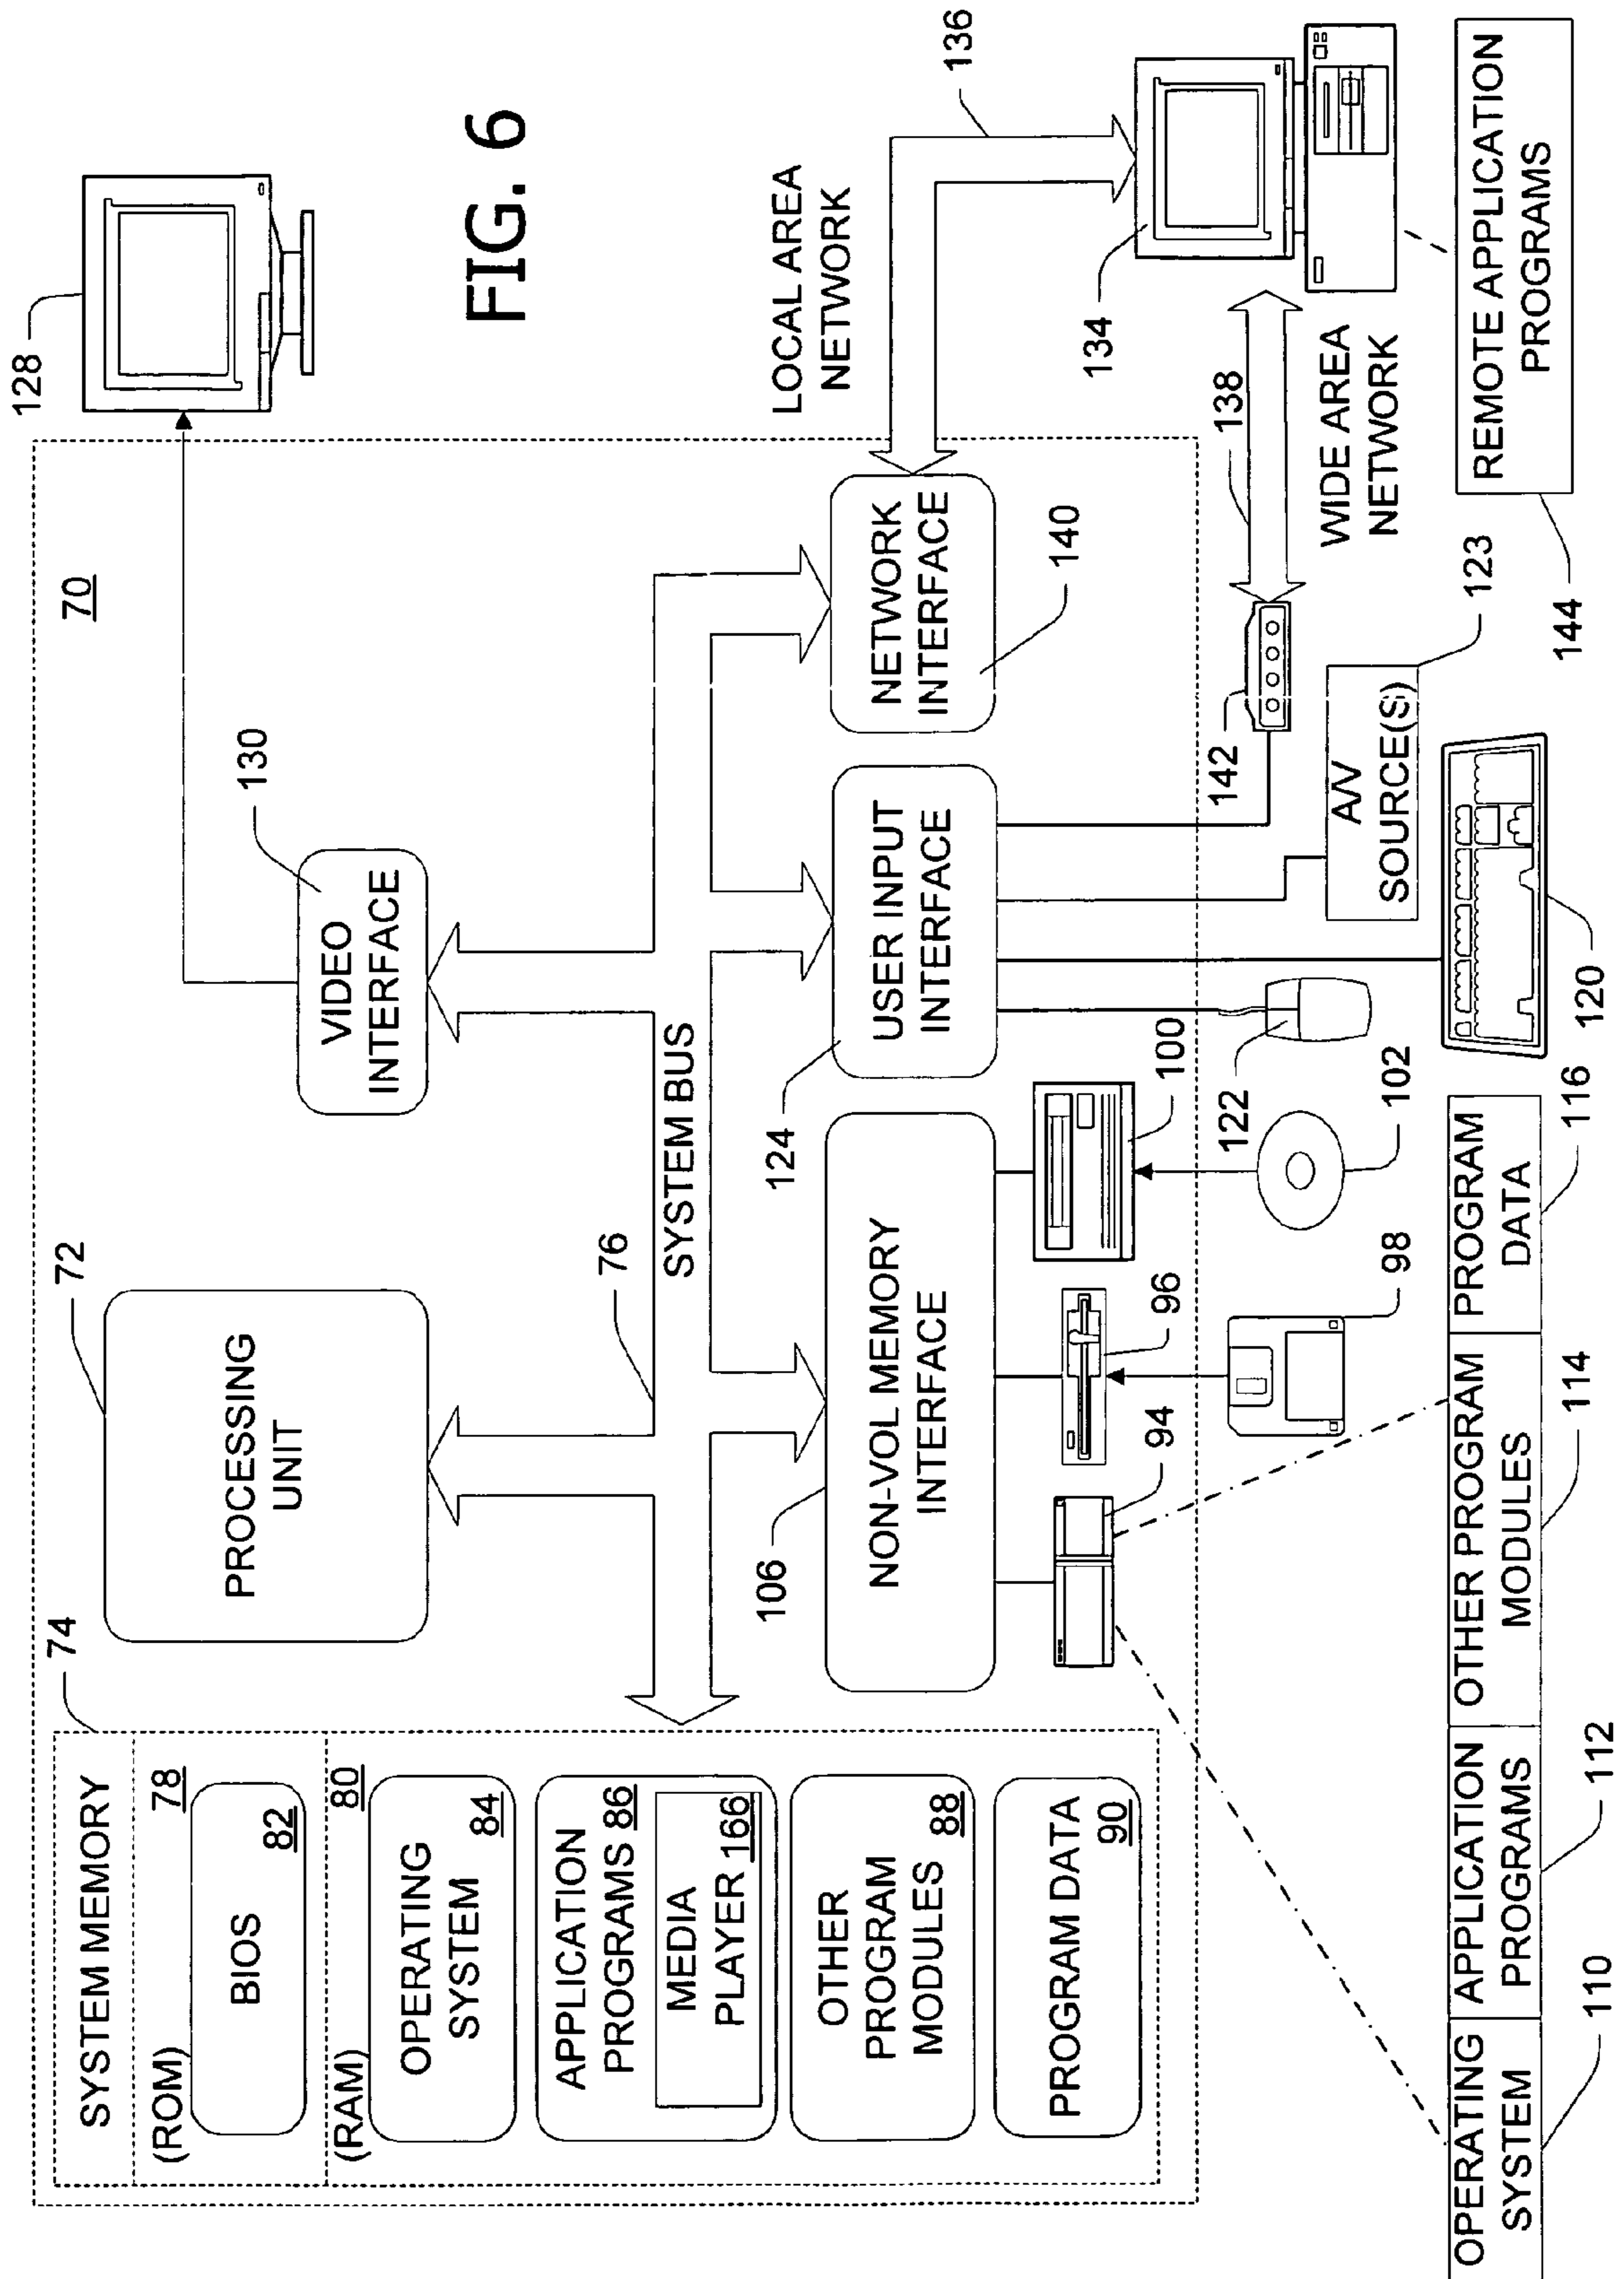 FIG. 6
70
SYSTEM MEMORY
74
(ROM) 78
BIOS
82
(RAM) 80
OPERATING
SYSTEM
84
APPLICATION
PROGRAMS 86
MEDIA
PLAYER 166
OTHER
PROGRAM
MODULES
88
PROGRAM DATA
90
72
PROCESSING
UNIT
76
SYSTEM BUS
130
VIDEO
INTERFACE
128
106
NON-VOL MEMORY
INTERFACE
124
USER INPUT
INTERFACE
NETWORK
INTERFACE
140
LOCAL AREA
NETWORK
136
134
138
WIDE AREA
NETWORK
142
94
96
98
100
102
122
120
A/V
SOURCE(S)
123
OPERATING
SYSTEM
110
APPLICATION
PROGRAMS
112
OTHER PROGRAM
MODULES
114
PROGRAM
DATA
116
REMOTE APPLICATION
PROGRAMS
144